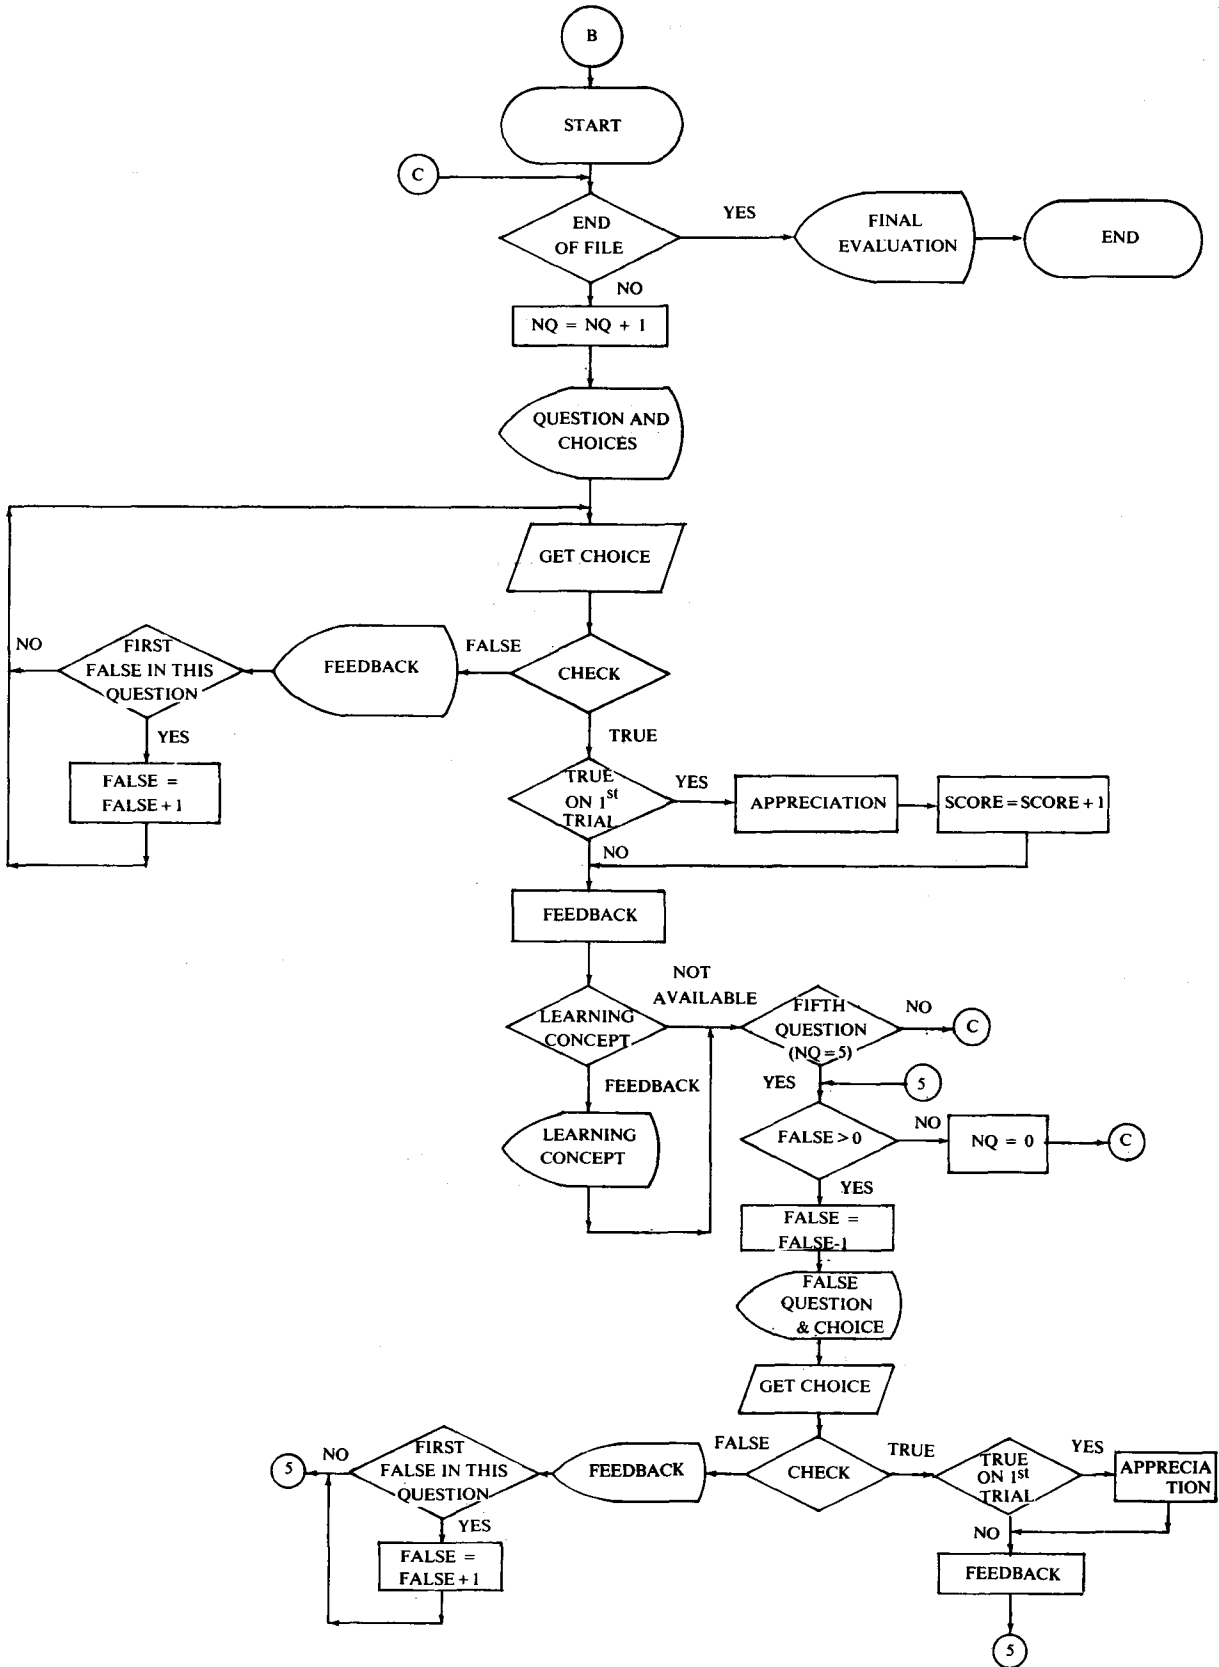 B
START
C
END
OF FILE
YES
FINAL
EVALUATION
END
NO
NQ = NQ + 1
QUESTION AND
CHOICES
GET CHOICE
NO
FIRST
FALSE IN THIS
QUESTION
FEEDBACK
FALSE
CHECK
YES
TRUE
FALSE =
FALSE + 1
TRUE
ON 1st
TRIAL
YES
APPRECIATION
SCORE = SCORE + 1
NO
FEEDBACK
NOT
AVAILABLE
LEARNING
CONCEPT
FIFTH
QUESTION
(NQ = 5)
NO
C
FEEDBACK
YES
5
LEARNING
CONCEPT
FALSE > 0
NO
NQ = 0
C
YES
FALSE =
FALSE-1
FALSE
QUESTION
& CHOICE
GET CHOICE
5
NO
FIRST
FALSE IN THIS
QUESTION
FEEDBACK
FALSE
CHECK
TRUE
TRUE
ON 1st
TRIAL
YES
APPRECIA
TION
YES
NO
FALSE =
FALSE + 1
FEEDBACK
5